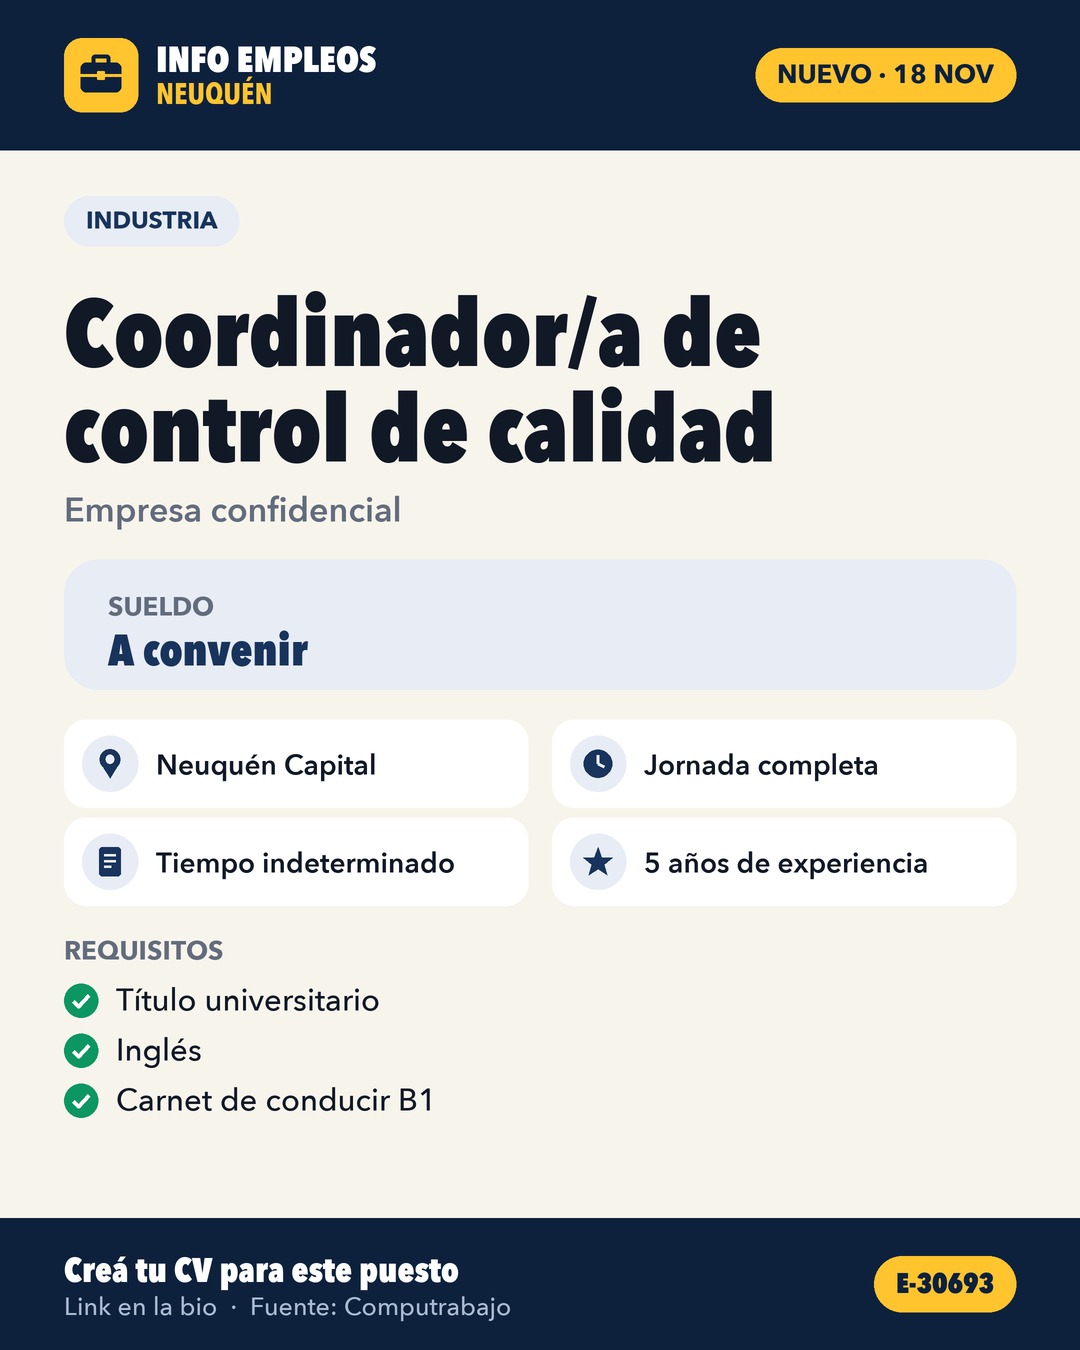 INFO EMPLEOS
NEUQUÉN
NUEVO · 18 NOV
INDUSTRIA
Coordinador/a de
control de calidad
Empresa confidencial
SUELDO
A convenir
Neuquén Capital
Jornada completa
Tiempo indeterminado
5 años de experiencia
REQUISITOS
Título universitario
Inglés
Carnet de conducir B1
Creá tu CV para este puesto
Link en la bio · Fuente: Computrabajo
E-30693